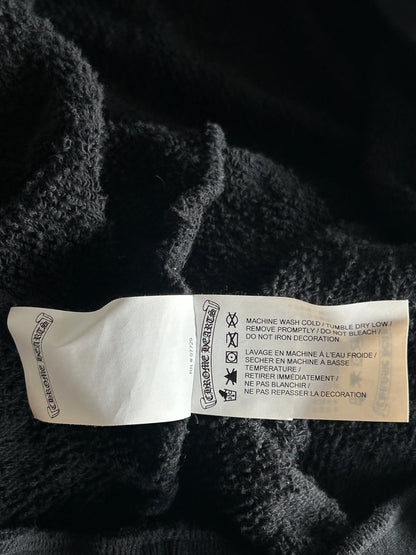 CHROME HEARTS
RN # 97729
CHROME HEARTS
MACHINE WASH COLD / TUMBLE DRY LOW /
REMOVE PROMPTLY / DO NOT BLEACH /
DO NOT IRON DECORATION
LAVAGE EN MACHINE À L'EAU FROIDE /
SECHER EN MACHINE À BASSE
TEMPERATURE /
RETIRER IMMÉDIATEMENT /
NE PAS BLANCHIR /
NE PAS REPASSER LA DECORATION